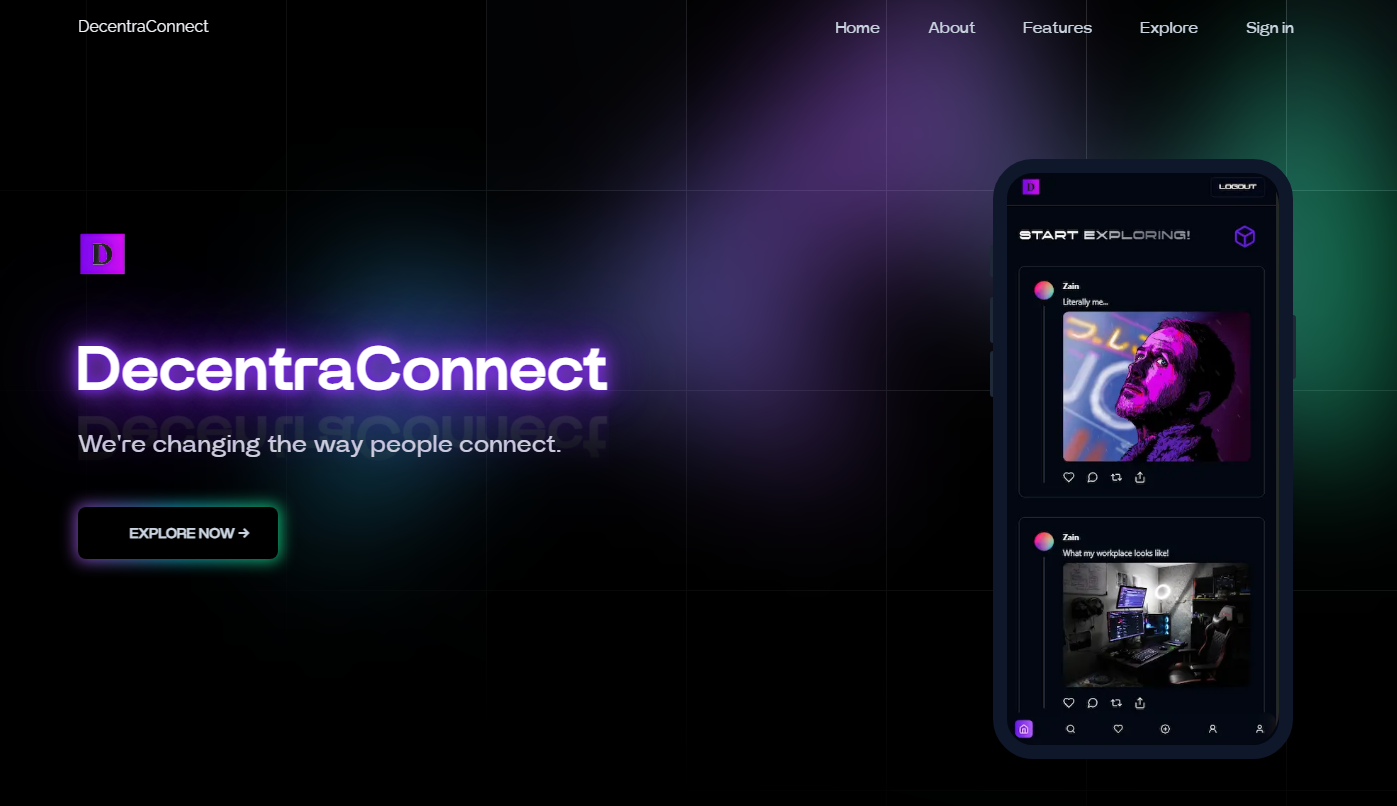 DecentraConnect
Home About Features Explore Sign in
D
DecentraConnect
DecentraConnect
We're changing the way people connect.
EXPLORE NOW →
D
LOGOUT
START EXPLORING!
Zain
Literally me...
Zain
What my workplace looks like!